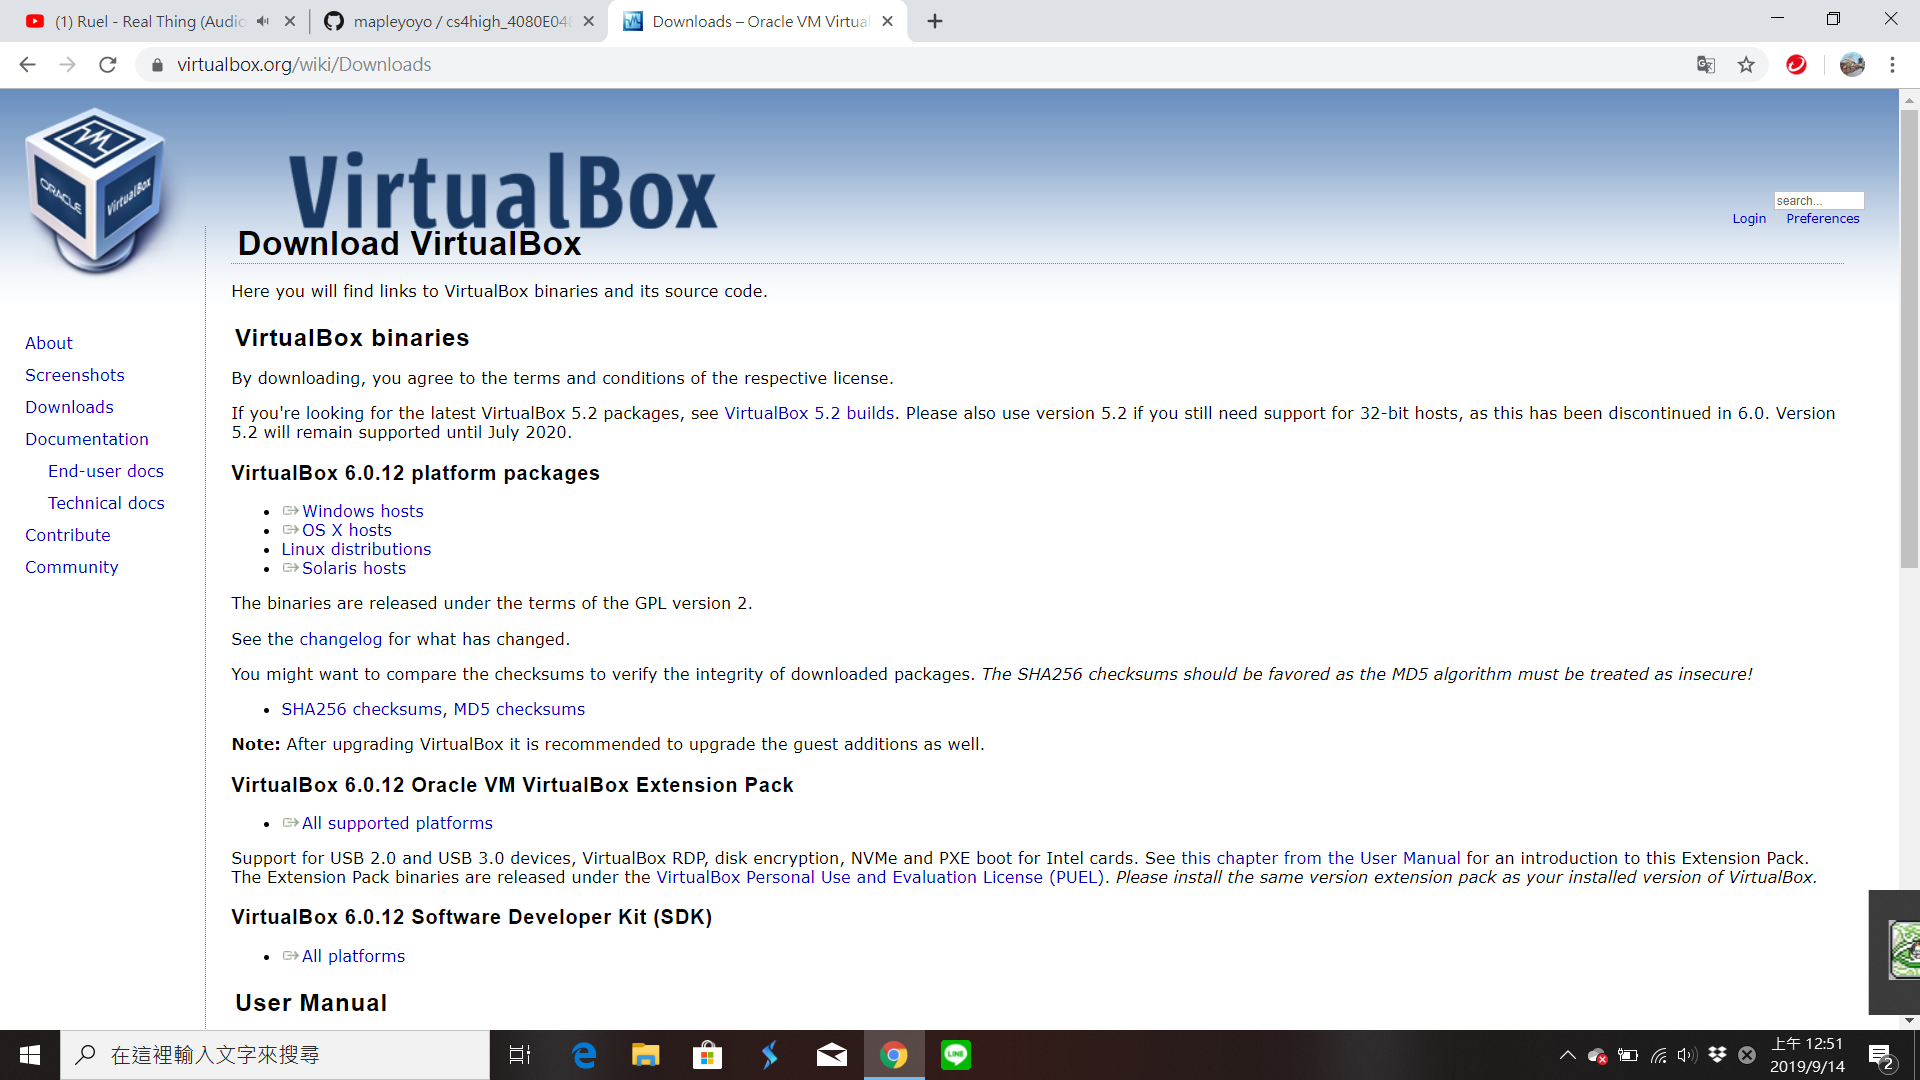 (1) Ruel - Real Thing (Audio
mapleyoyo / cs4high_4080E048
Downloads – Oracle VM Virtual
virtualbox.org/wiki/Downloads
ORACLE
VirtualBox
VirtualBox
search...
Login
Preferences
Download VirtualBox
Here you will find links to VirtualBox binaries and its source code.
About
Screenshots
Downloads
Documentation
End-user docs
Technical docs
Contribute
Community
VirtualBox binaries
By downloading, you agree to the terms and conditions of the respective license.
If you're looking for the latest VirtualBox 5.2 packages, see VirtualBox 5.2 builds. Please also use version 5.2 if you still need support for 32-bit hosts, as this has been discontinued in 6.0. Version
5.2 will remain supported until July 2020.
VirtualBox 6.0.12 platform packages
Windows hosts
OS X hosts
Linux distributions
Solaris hosts
The binaries are released under the terms of the GPL version 2.
See the changelog for what has changed.
You might want to compare the checksums to verify the integrity of downloaded packages. The SHA256 checksums should be favored as the MD5 algorithm must be treated as insecure!
SHA256 checksums, MD5 checksums
Note: After upgrading VirtualBox it is recommended to upgrade the guest additions as well.
VirtualBox 6.0.12 Oracle VM VirtualBox Extension Pack
All supported platforms
Support for USB 2.0 and USB 3.0 devices, VirtualBox RDP, disk encryption, NVMe and PXE boot for Intel cards. See this chapter from the User Manual for an introduction to this Extension Pack.
The Extension Pack binaries are released under the VirtualBox Personal Use and Evaluation License (PUEL). Please install the same version extension pack as your installed version of VirtualBox.
VirtualBox 6.0.12 Software Developer Kit (SDK)
All platforms
User Manual
在這裡輸入文字來搜尋
LINE
上午 12:51
2019/9/14
2